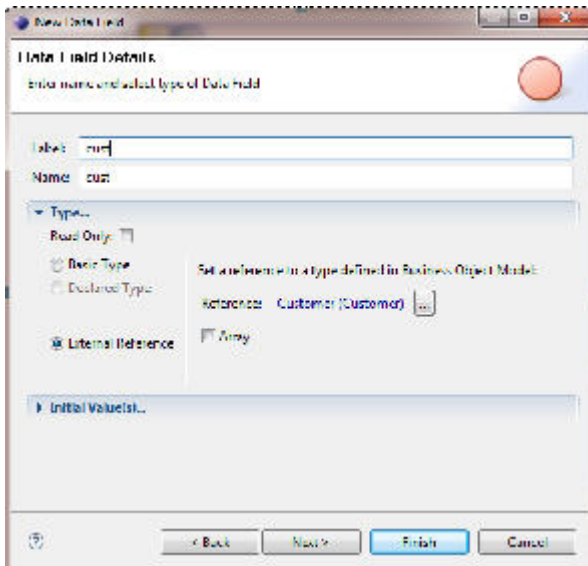 New Data Field
Data Field Details
Enter name and select type of Data Field
Label: cust
Name: cust
Type...
Read Only:
Basic Type
Declared Type
External Reference
Set a reference to a type defined in Business Object Model:
Reference: Customer (Customer) ...
Array
Initial Value(s)...
< Back Next > Finish Cancel